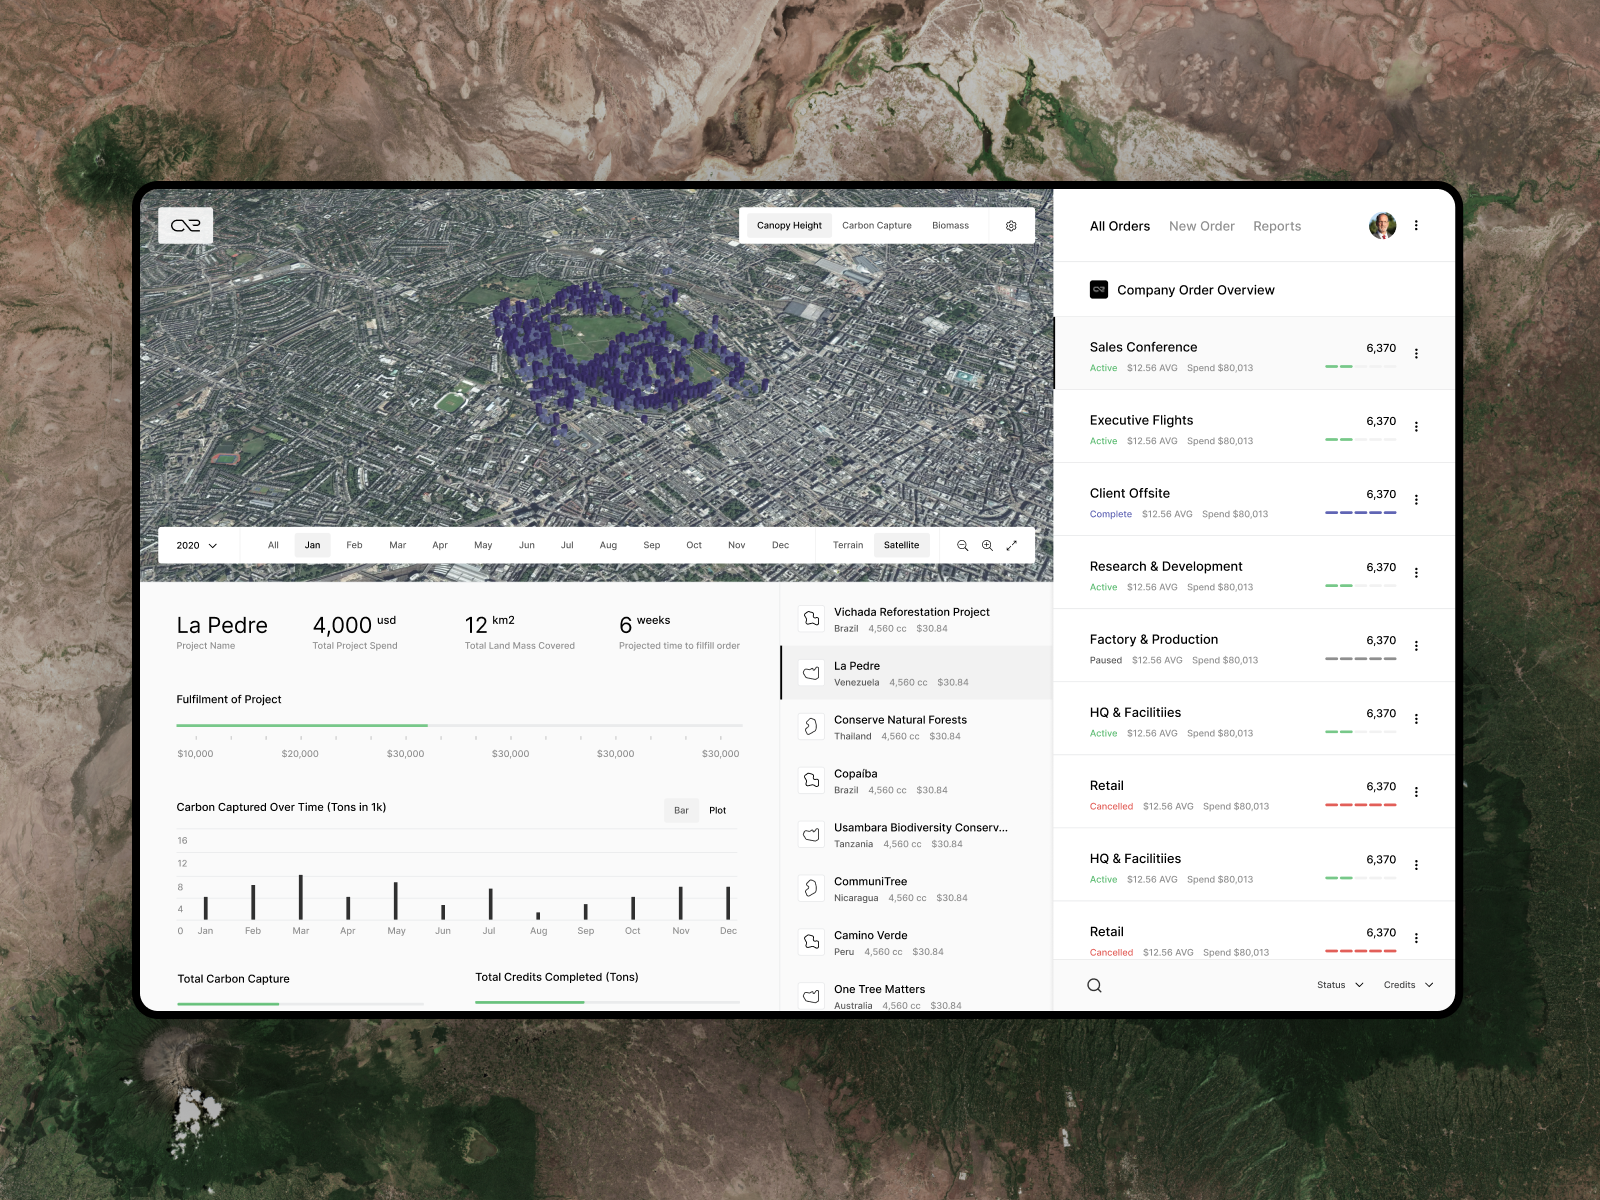 Canopy Height Carbon Capture Biomass
2020 All Jan Feb Mar Apr May Jun Jul Aug Sep Oct Nov Dec Terrain Satellite
La Pedre
Project Name
4,000 usd
Total Project Spend
12 km2
Total Land Mass Covered
6 weeks
Projected time to filfill order
Fulfilment of Project
$10,000 $20,000 $30,000 $30,000 $30,000 $30,000
Carbon Captured Over Time (Tons in 1k)
Bar Plot
16
12
8
4
0 Jan Feb Mar Apr May Jun Jul Aug Sep Oct Nov Dec
Total Carbon Capture
Total Credits Completed (Tons)
Vichada Reforestation Project
Brazil 4,560 cc $30.84
La Pedre
Venezuela 4,560 cc $30.84
Conserve Natural Forests
Thailand 4,560 cc $30.84
Copaíba
Brazil 4,560 cc $30.84
Usambara Biodiversity Conserv...
Tanzania 4,560 cc $30.84
CommuniTree
Nicaragua 4,560 cc $30.84
Camino Verde
Peru 4,560 cc $30.84
One Tree Matters
Australia 4,560 cc $30.84
All Orders New Order Reports
Company Order Overview
Sales Conference 6,370
Active $12.56 AVG Spend $80,013
Executive Flights 6,370
Active $12.56 AVG Spend $80,013
Client Offsite 6,370
Complete $12.56 AVG Spend $80,013
Research & Development 6,370
Active $12.56 AVG Spend $80,013
Factory & Production 6,370
Paused $12.56 AVG Spend $80,013
HQ & Facilitiies 6,370
Active $12.56 AVG Spend $80,013
Retail 6,370
Cancelled $12.56 AVG Spend $80,013
HQ & Facilitiies 6,370
Active $12.56 AVG Spend $80,013
Retail 6,370
Cancelled $12.56 AVG Spend $80,013
Status Credits